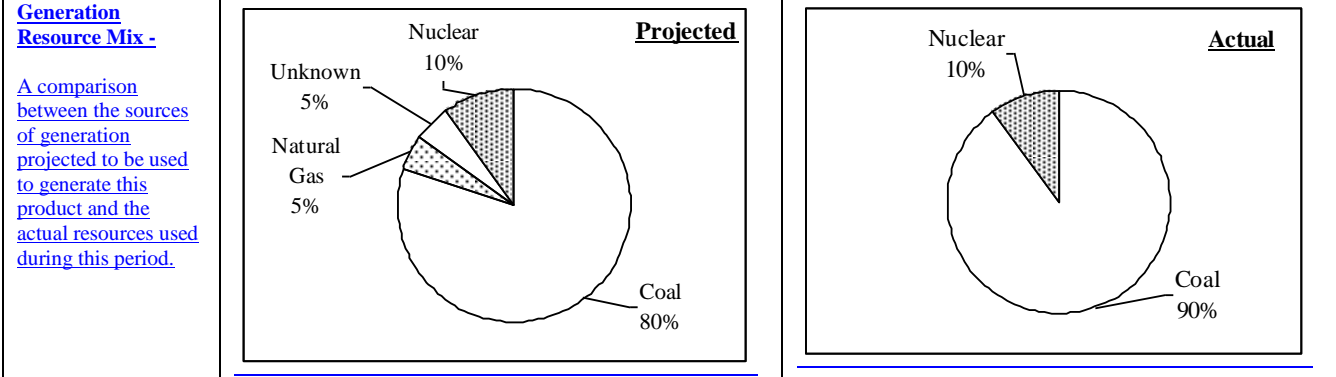 Generation
Resource Mix -
A comparison
between the sources
of generation
projected to be used
to generate this
product and the
actual resources used
during this period.
Projected
Nuclear
10%
Unknown
5%
Natural
Gas
5%
Coal
80%
Actual
Nuclear
10%
Coal
90%